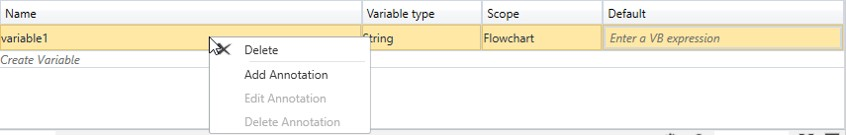 Name Variable type Scope Default
variable1 String Flowchart Enter a VB expression
Create Variable
Delete
Add Annotation
Edit Annotation
Delete Annotation